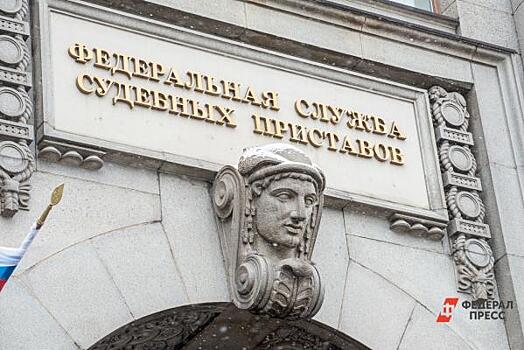 ФЕДЕРАЛЬНАЯ СЛУЖБА
СУДЕБНЫХ ПРИСТАВОВ
ФЕДЕРАЛ
ПРЕСС